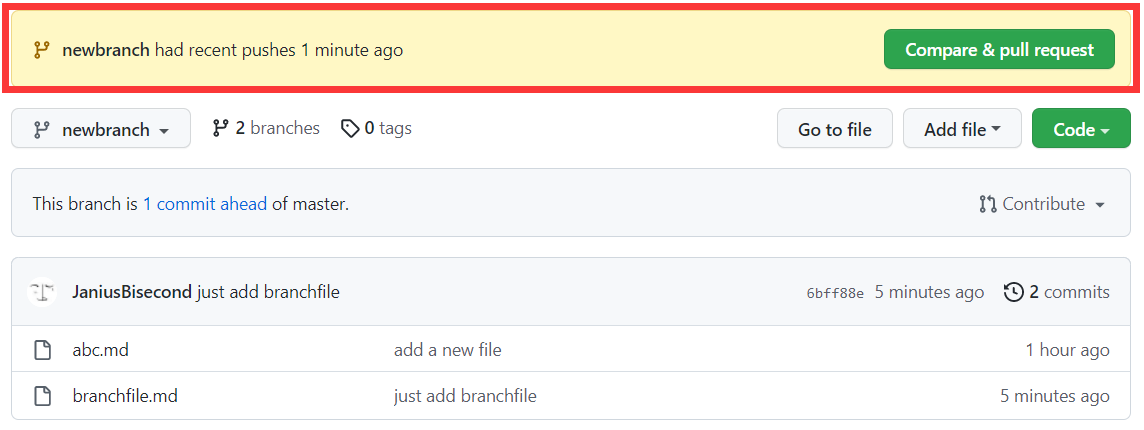 newbranch had recent pushes 1 minute ago Compare & pull request
newbranch 2 branches 0 tags Go to file Add file Code
This branch is 1 commit ahead of master. Contribute
JaniusBisecond just add branchfile 6bff88e 5 minutes ago 2 commits
abc.md add a new file 1 hour ago
branchfile.md just add branchfile 5 minutes ago